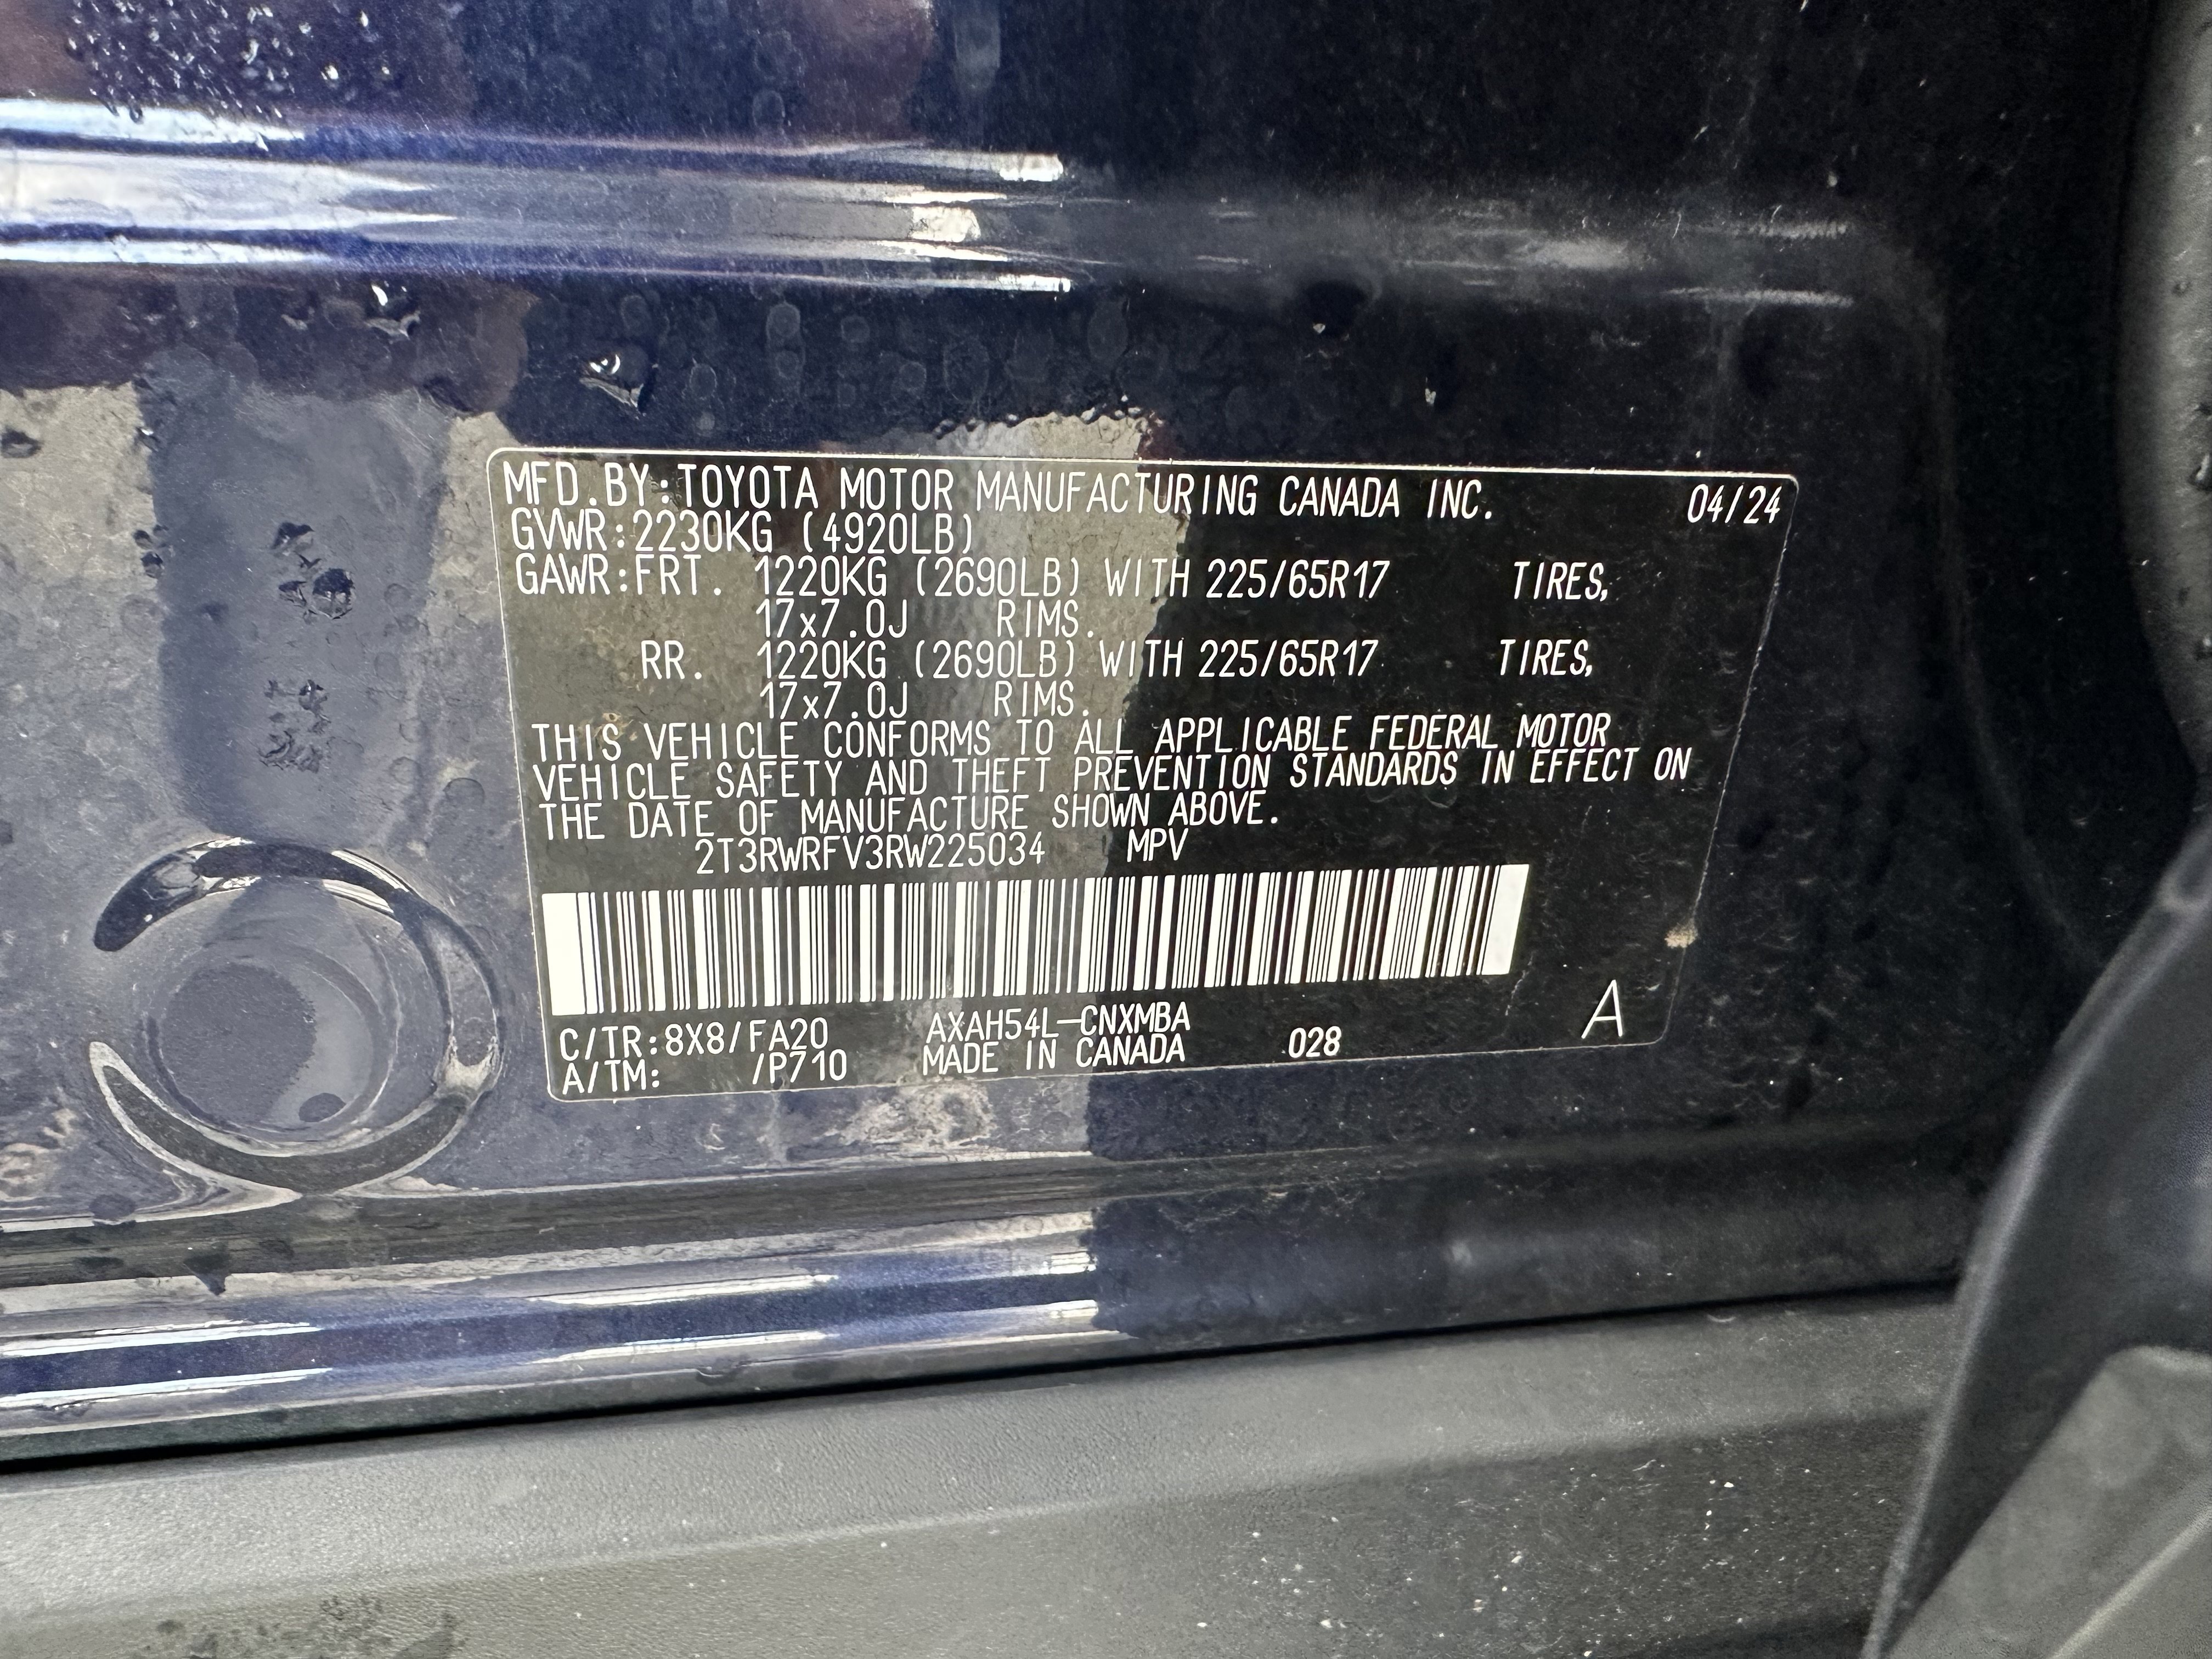 MFD.BY:TOYOTA MOTOR MANUFACTURING CANADA INC. 04/24
GVWR:2230KG (4920LB)
GAWR:FRT. 1220KG (2690LB) WITH 225/65R17 TIRES,
17x7.0J RIMS.
RR. 1220KG (2690LB) WITH 225/65R17 TIRES,
17x7.0J RIMS.
THIS VEHICLE CONFORMS TO ALL APPLICABLE FEDERAL MOTOR
VEHICLE SAFETY AND THEFT PREVENTION STANDARDS IN EFFECT ON
THE DATE OF MANUFACTURE SHOWN ABOVE.
2T3RWRFV3RW225034 MPV
C/TR:8X8/FA20 AXAH54L-CNXMBA
A/TM: /P710 MADE IN CANADA 028 A